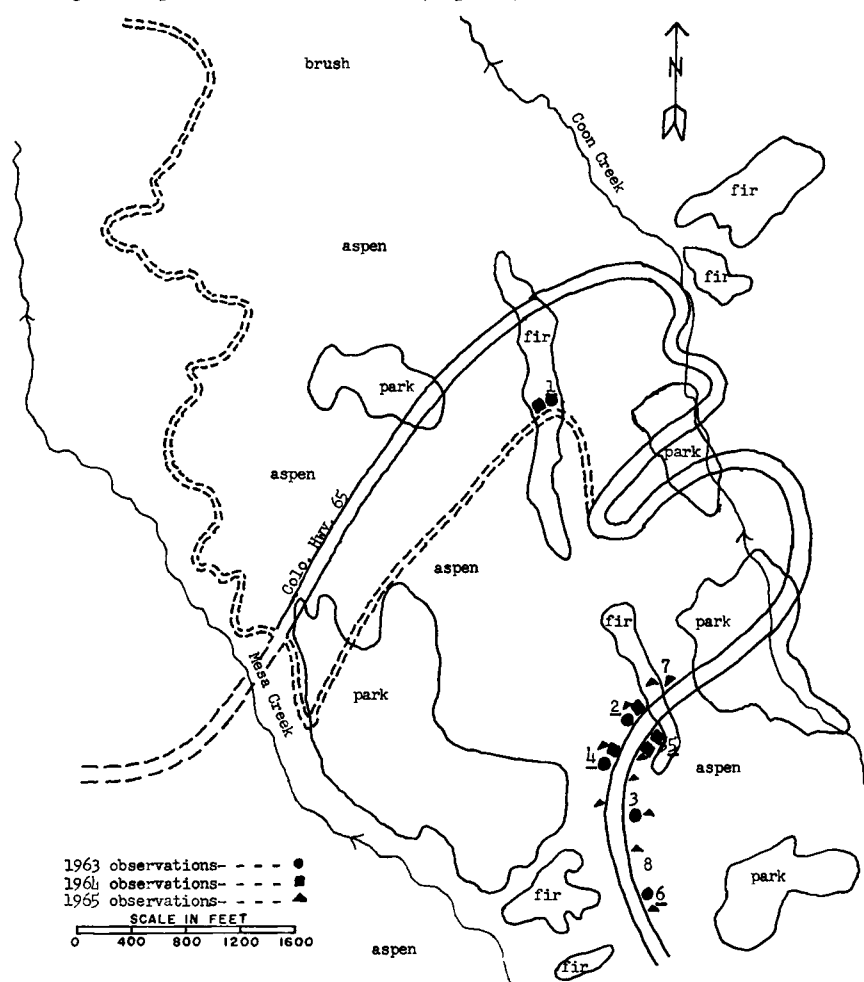 brush
N
Coon Creek
fir
aspen
fir
fir
park
1
aspen
park
Colo. Hwy. 65
aspen
fir
park
7
Mesa Creek
park
2
5
4
aspen
3
1963 observations- - - - -
8
park
1964 observations- - - - -
6
1965 observations- - - - -
fir
SCALE IN FEET
0 400 800 1200 1600
aspen
fir